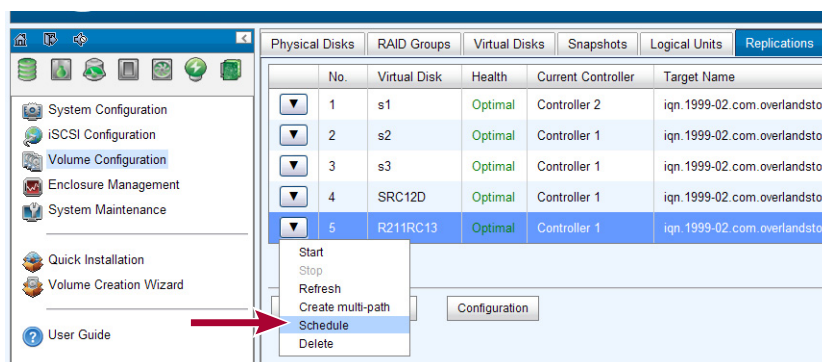 Physical Disks RAID Groups Virtual Disks Snapshots Logical Units Replications
No. Virtual Disk Health Current Controller Target Name
1 s1 Optimal Controller 2 iqn.1999-02.com.overlandsto
2 s2 Optimal Controller 1 iqn.1999-02.com.overlandsto
3 s3 Optimal Controller 1 iqn.1999-02.com.overlandsto
4 SRC12D Optimal Controller 1 iqn.1999-02.com.overlandsto
5 R211RC13 Optimal Controller 1 iqn.1999-02.com.overlandsto
System Configuration
iSCSI Configuration
Volume Configuration
Enclosure Management
System Maintenance
Quick Installation
Volume Creation Wizard
User Guide
Start
Stop
Refresh
Create multi-path
Schedule
Delete
Configuration